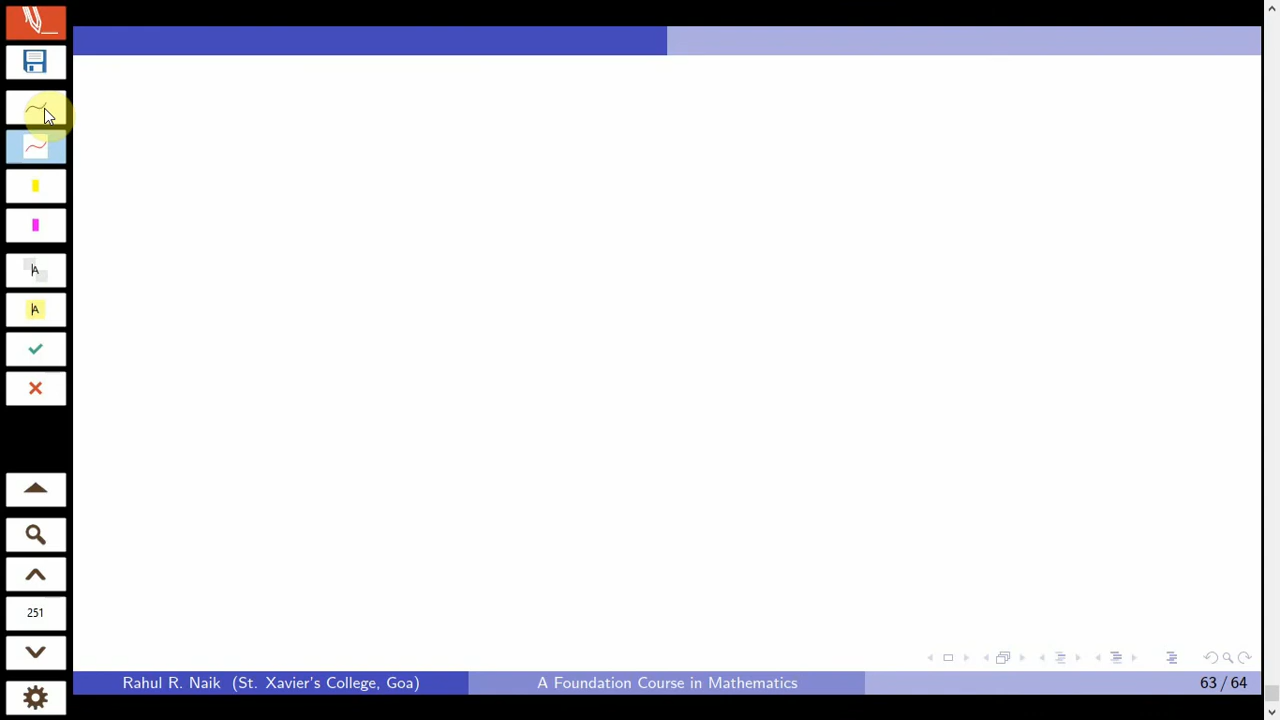 A
A
251
Rahul R. Naik (St. Xavier's College, Goa) A Foundation Course in Mathematics 63 / 64